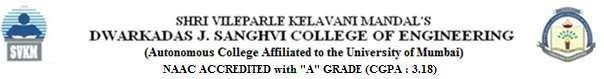 SHRI VILEPARLE KELAVANI MANDAL'S
DWARKADAS J. SANGHVI COLLEGE OF ENGINEERING
(Autonomous College Affiliated to the University of Mumbai)
NAAC ACCREDITED with "A" GRADE (CGPA : 3.18)
SVKM